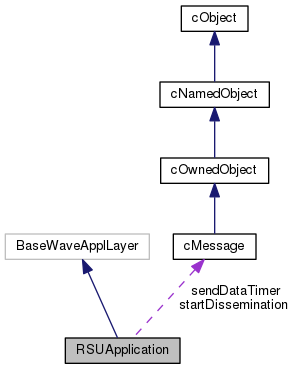 cObject
cNamedObject
cOwnedObject
BaseWaveApplLayer
cMessage
sendDataTimer
startDissemination
RSUApplication